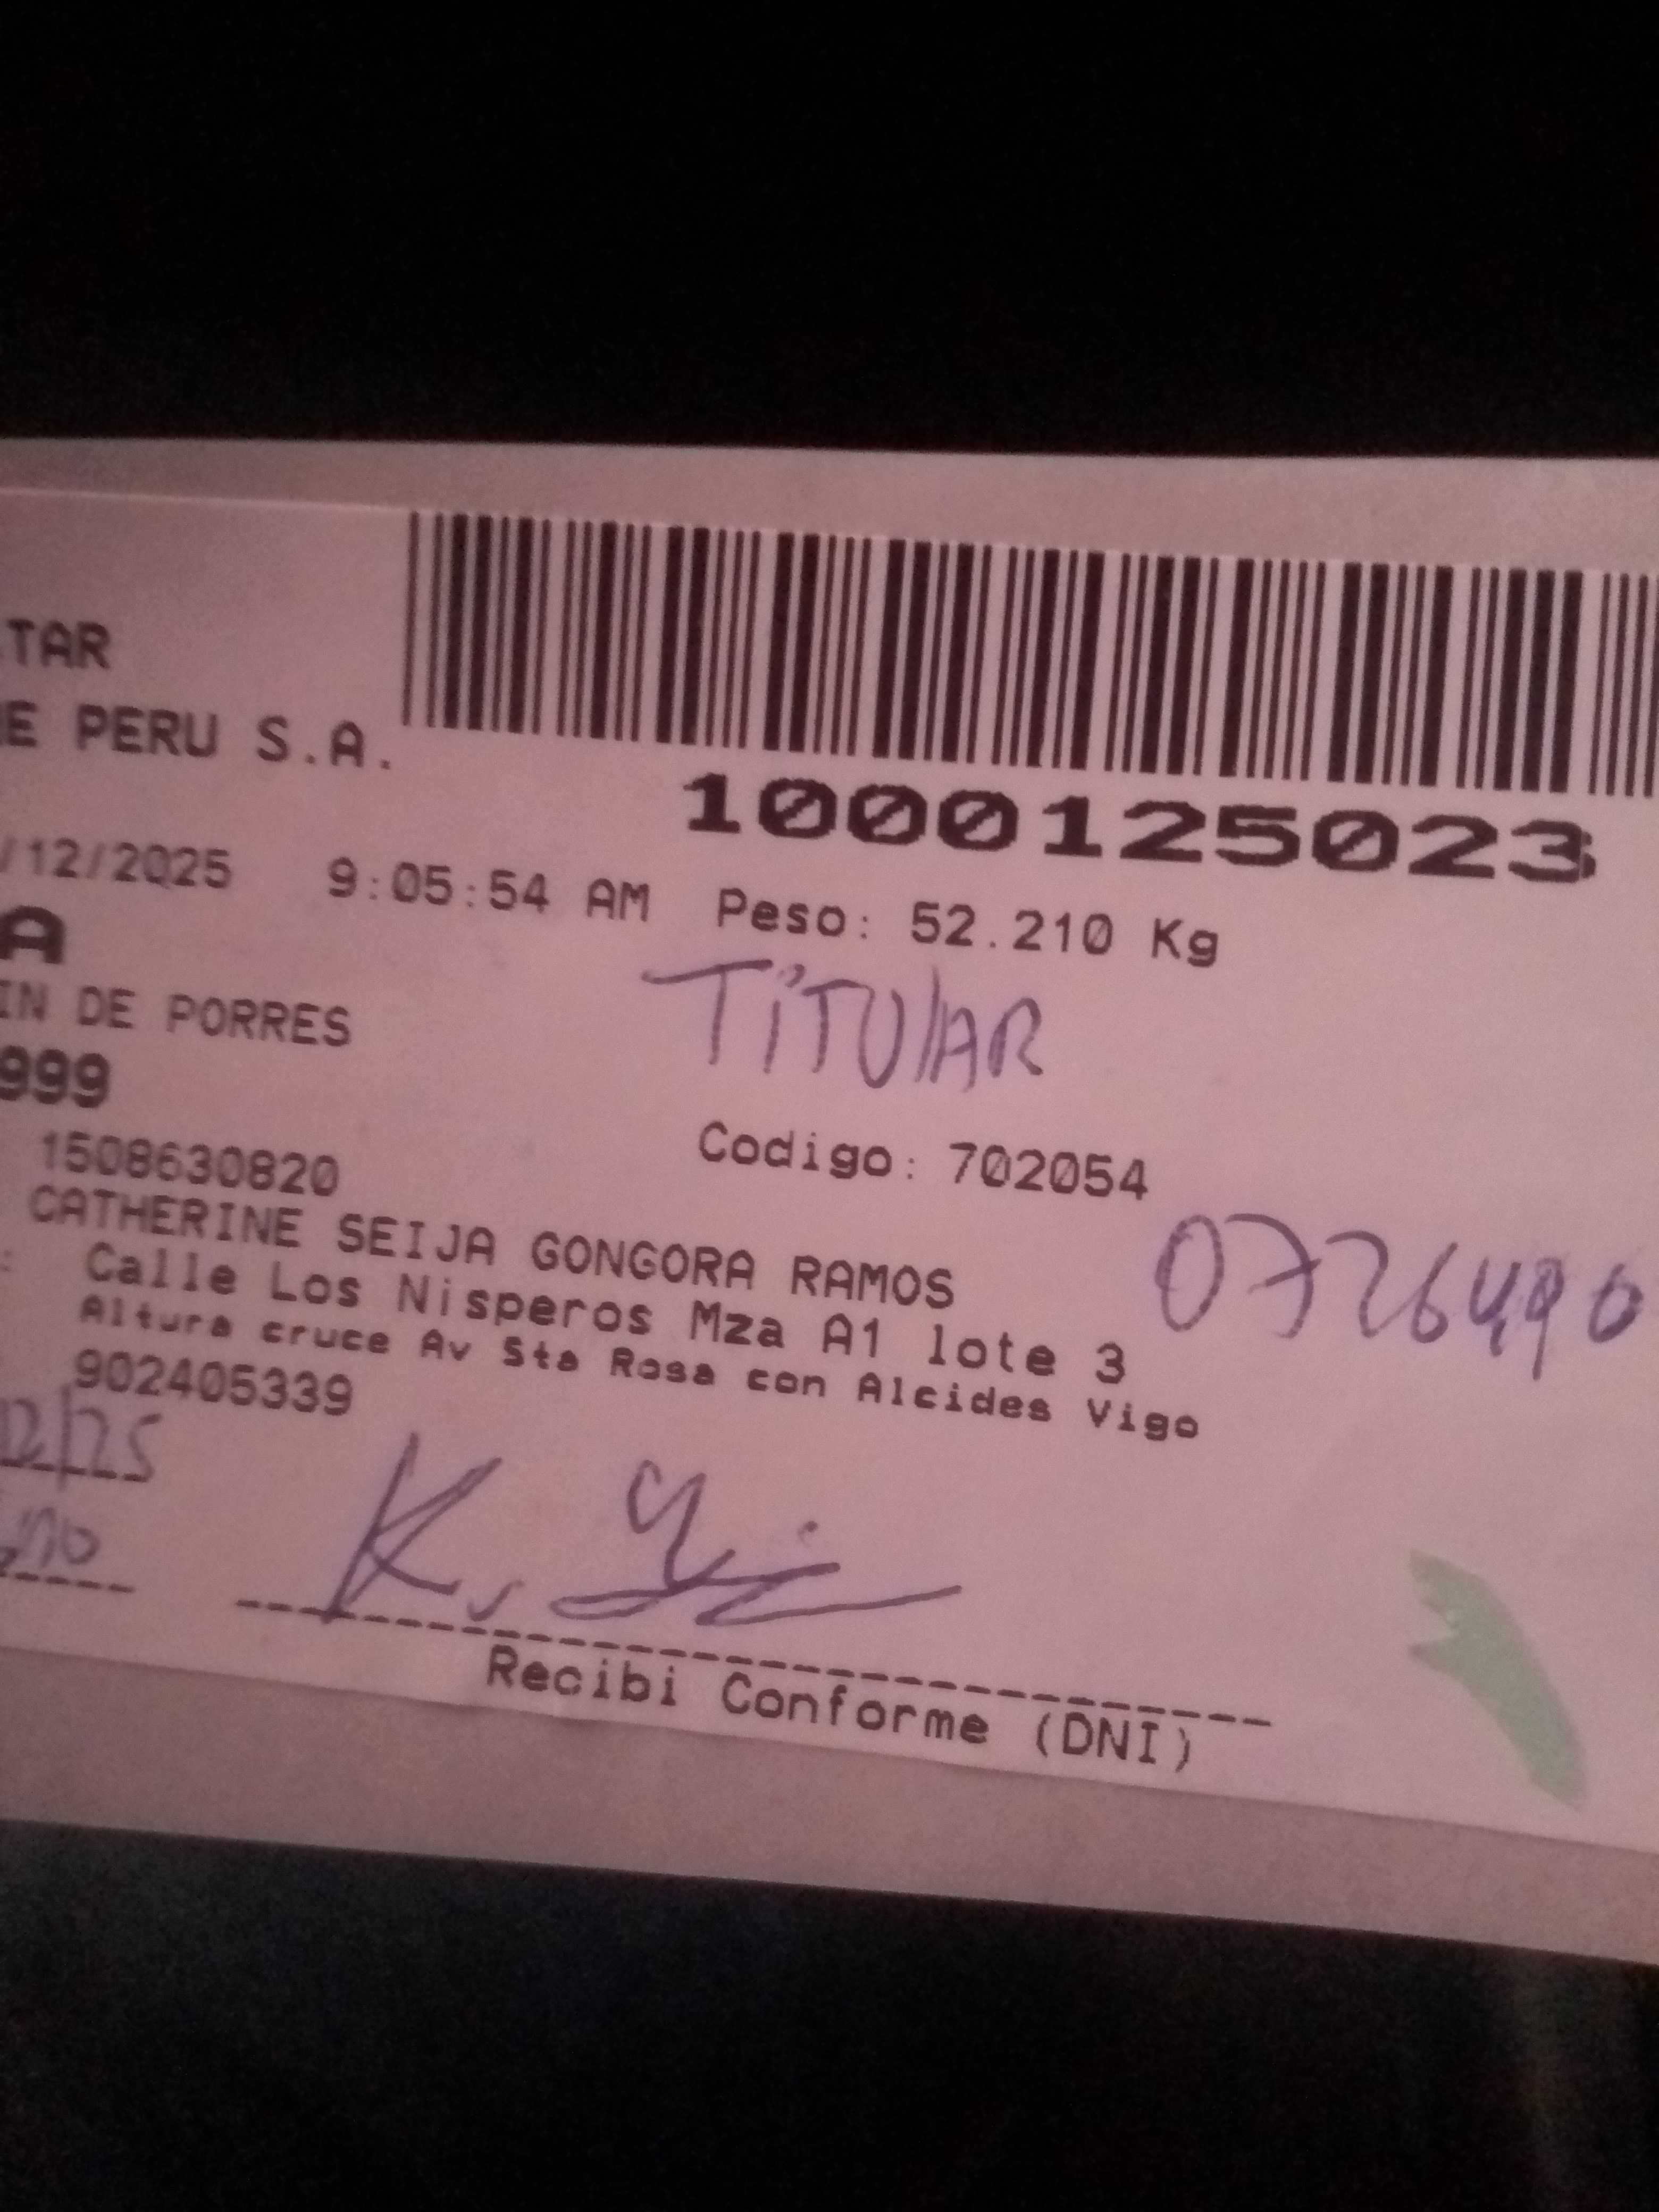 TAR
E PERU S.A.
1000125023
/12/2025 9:05:54 AM Peso: 52.210 Kg
A
TITULAR
IN DE PORRES
999
1508630820 Codigo: 702054
CATHERINE SEIJA GONGORA RAMOS
: Calle Los Nisperos Mza A1 lote 3
Altura cruce Av Sta Rosa con Alcides Vigo
902405339
12/25
Recibi Conforme (DNI)